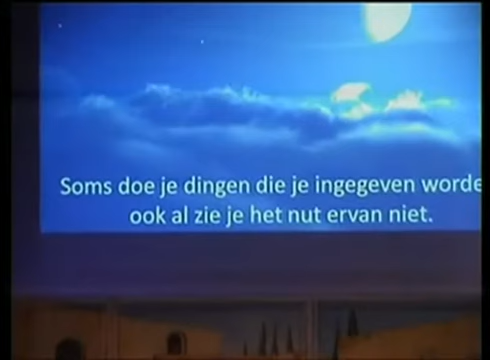 Soms doe je dingen die je ingegeven worde
ook al zie je het nut ervan niet.